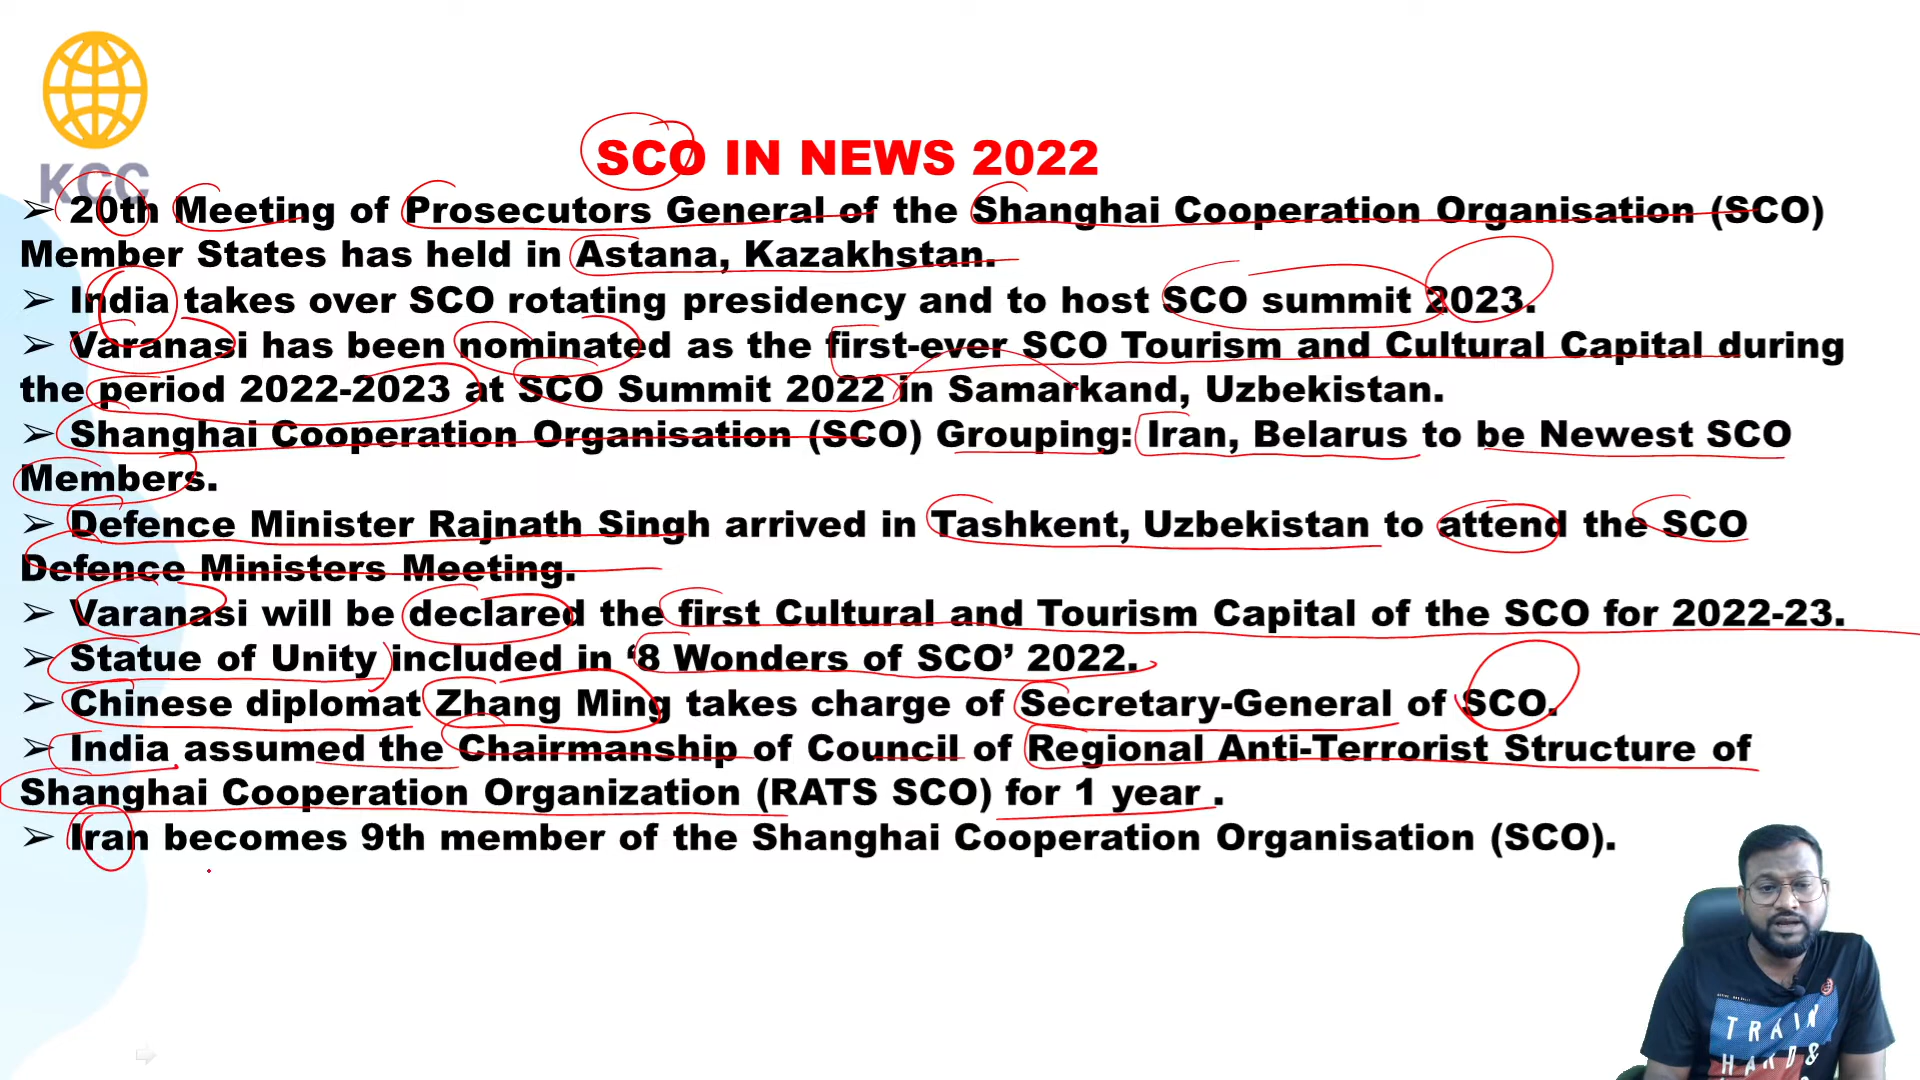 KCC
SCO IN NEWS 2022
➢ 20th Meeting of Prosecutors General of the Shanghai Cooperation Organisation (SCO)
Member States has held in Astana, Kazakhstan.
➢ India takes over SCO rotating presidency and to host SCO summit 2023.
➢ Varanasi has been nominated as the first-ever SCO Tourism and Cultural Capital during
the period 2022-2023 at SCO Summit 2022 in Samarkand, Uzbekistan.
➢ Shanghai Cooperation Organisation (SCO) Grouping: Iran, Belarus to be Newest SCO
Members.
➢ Defence Minister Rajnath Singh arrived in Tashkent, Uzbekistan to attend the SCO
Defence Ministers Meeting.
➢ Varanasi will be declared the first Cultural and Tourism Capital of the SCO for 2022-23.
➢ Statue of Unity included in ‘8 Wonders of SCO’ 2022.
➢ Chinese diplomat Zhang Ming takes charge of Secretary-General of SCO.
➢ India assumed the Chairmanship of Council of Regional Anti-Terrorist Structure of
Shanghai Cooperation Organization (RATS SCO) for 1 year .
➢ Iran becomes 9th member of the Shanghai Cooperation Organisation (SCO).
TRAIN
HARD&